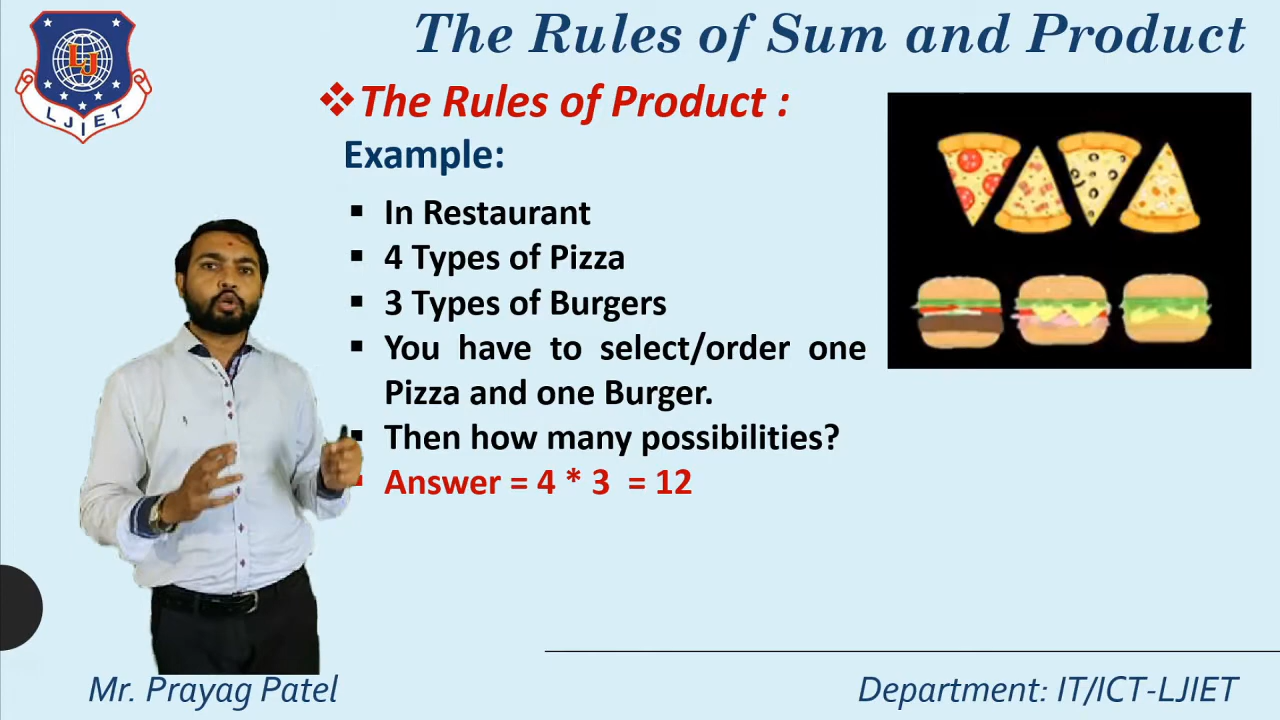 The Rules of Sum and Product
LJ
LJIET
The Rules of Product :
Example:
In Restaurant
4 Types of Pizza
3 Types of Burgers
You have to select/order one
Pizza and one Burger.
Then how many possibilities?
Answer = 4 * 3 = 12
Mr. Prayag Patel
Department: IT/ICT-LJIET